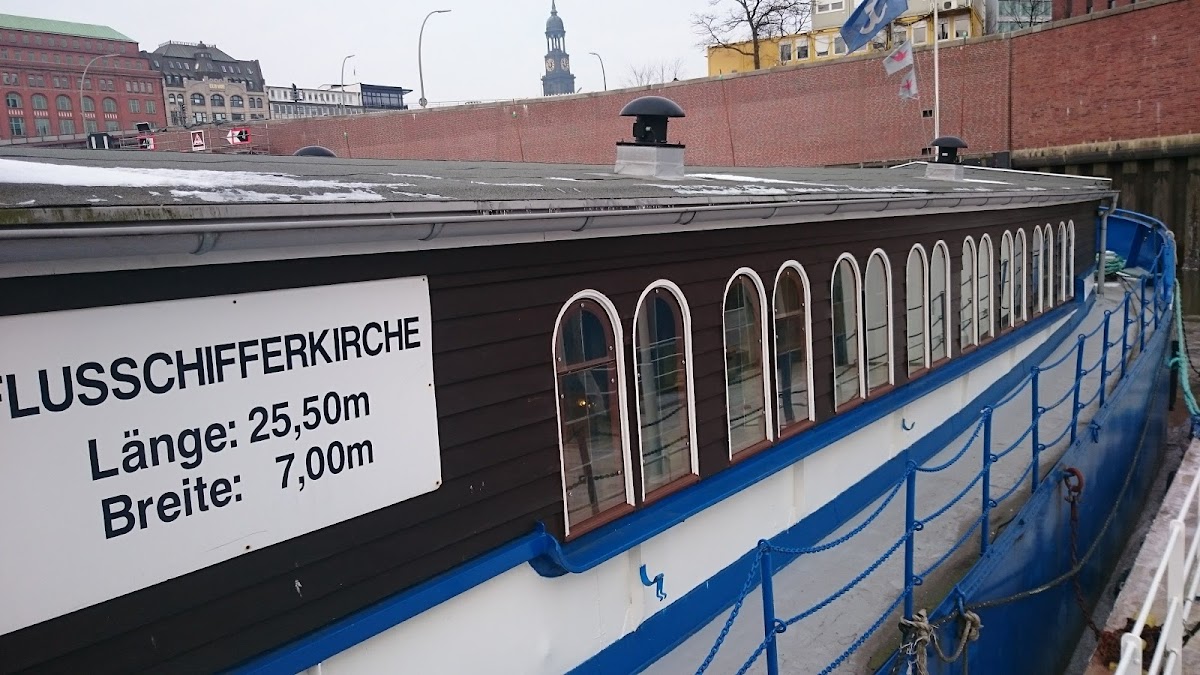 FLUSSCHIFFERKIRCHE
Länge: 25,50m
Breite: 7,00m